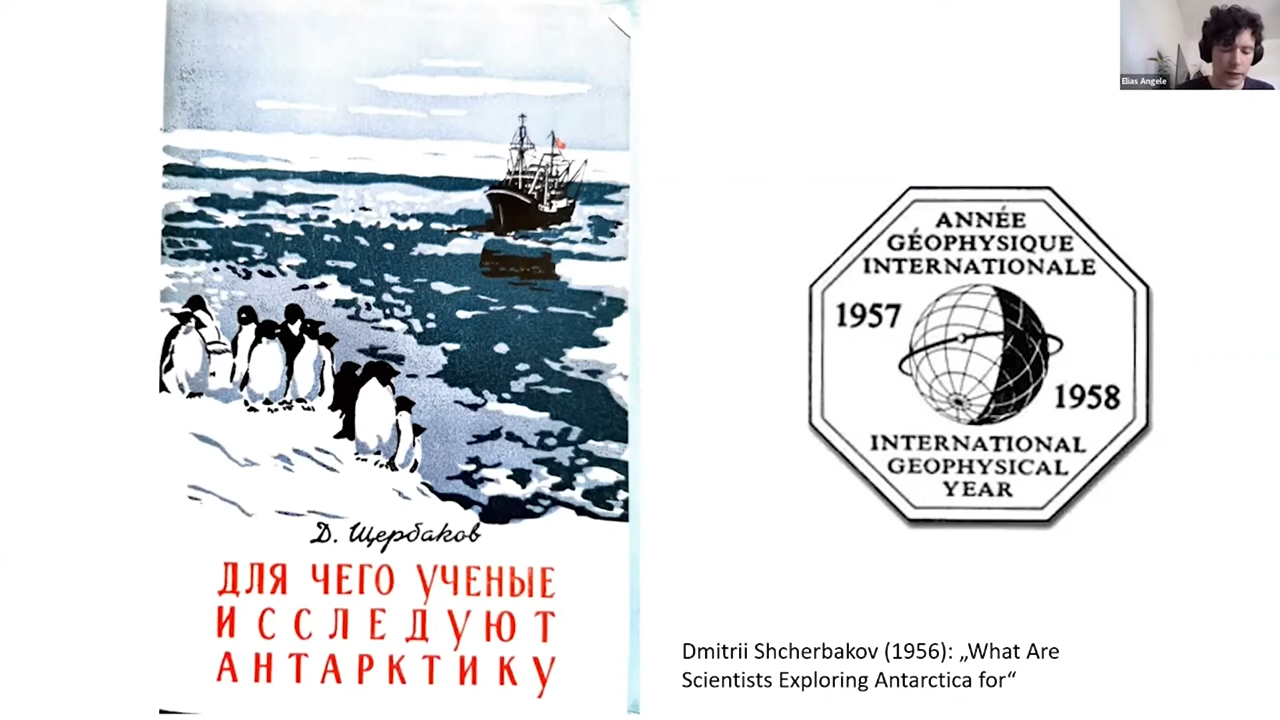 Elias Angele
Д. Щербаков
ДЛЯ ЧЕГО УЧЕНЫЕ
ИССЛЕДУЮТ
АНТАРКТИКУ
ANNÉE
GÉOPHYSIQUE
INTERNATIONALE
1957
1958
INTERNATIONAL
GEOPHYSICAL
YEAR
Dmitrii Shcherbakov (1956): „What Are
Scientists Exploring Antarctica for“